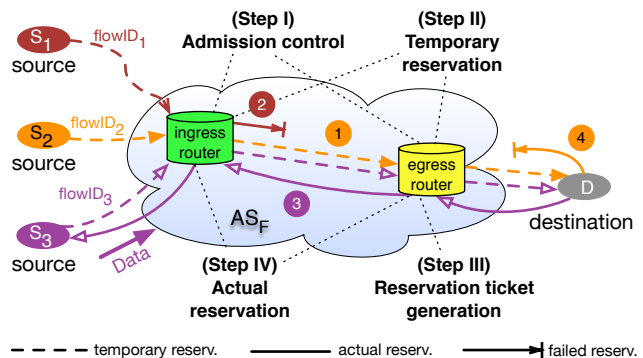 (Step I)
Admission control
(Step II)
Temporary
reservation
S1
source
flowID1
S2
source
flowID2
S3
source
flowID3
Data
ingress
router
egress
router
2
1
3
4
D
destination
ASF
(Step IV)
Actual
reservation
(Step III)
Reservation ticket
generation
temporary reserv.
actual reserv.
failed reserv.